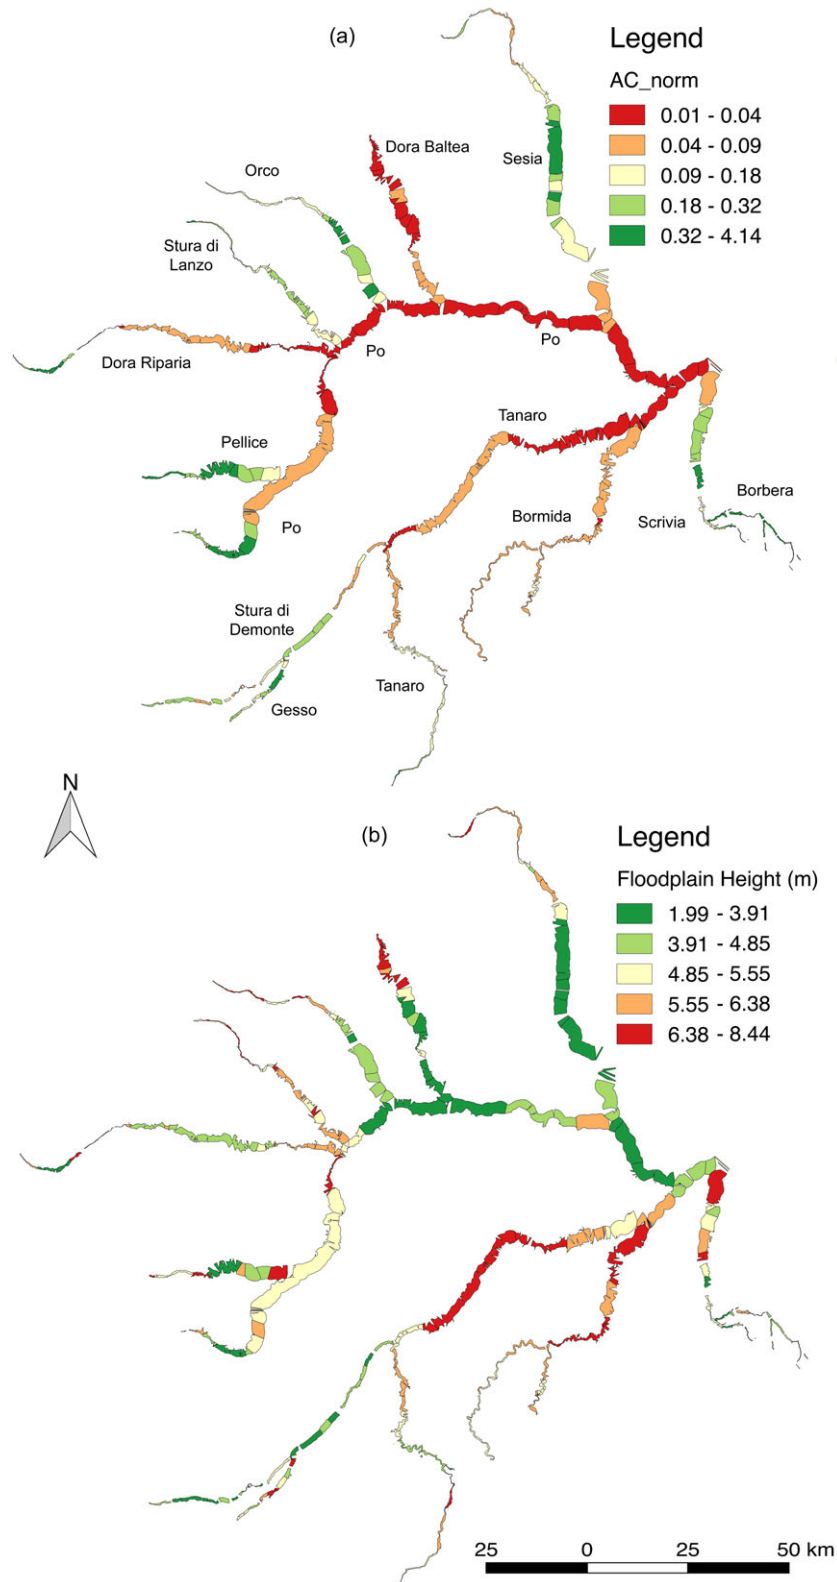 (a)
Legend
AC_norm
0.01 - 0.04
0.04 - 0.09
0.09 - 0.18
0.18 - 0.32
0.32 - 4.14
Dora Baltea
Sesia
Orco
Stura di
Lanzo
Dora Riparia
Po
Po
Pellice
Tanaro
Po
Bormida
Scrivia
Borbera
Stura di
Demonte
Gesso
Tanaro
N
(b)
Legend
Floodplain Height (m)
1.99 - 3.91
3.91 - 4.85
4.85 - 5.55
5.55 - 6.38
6.38 - 8.44
25 0 25 50 km